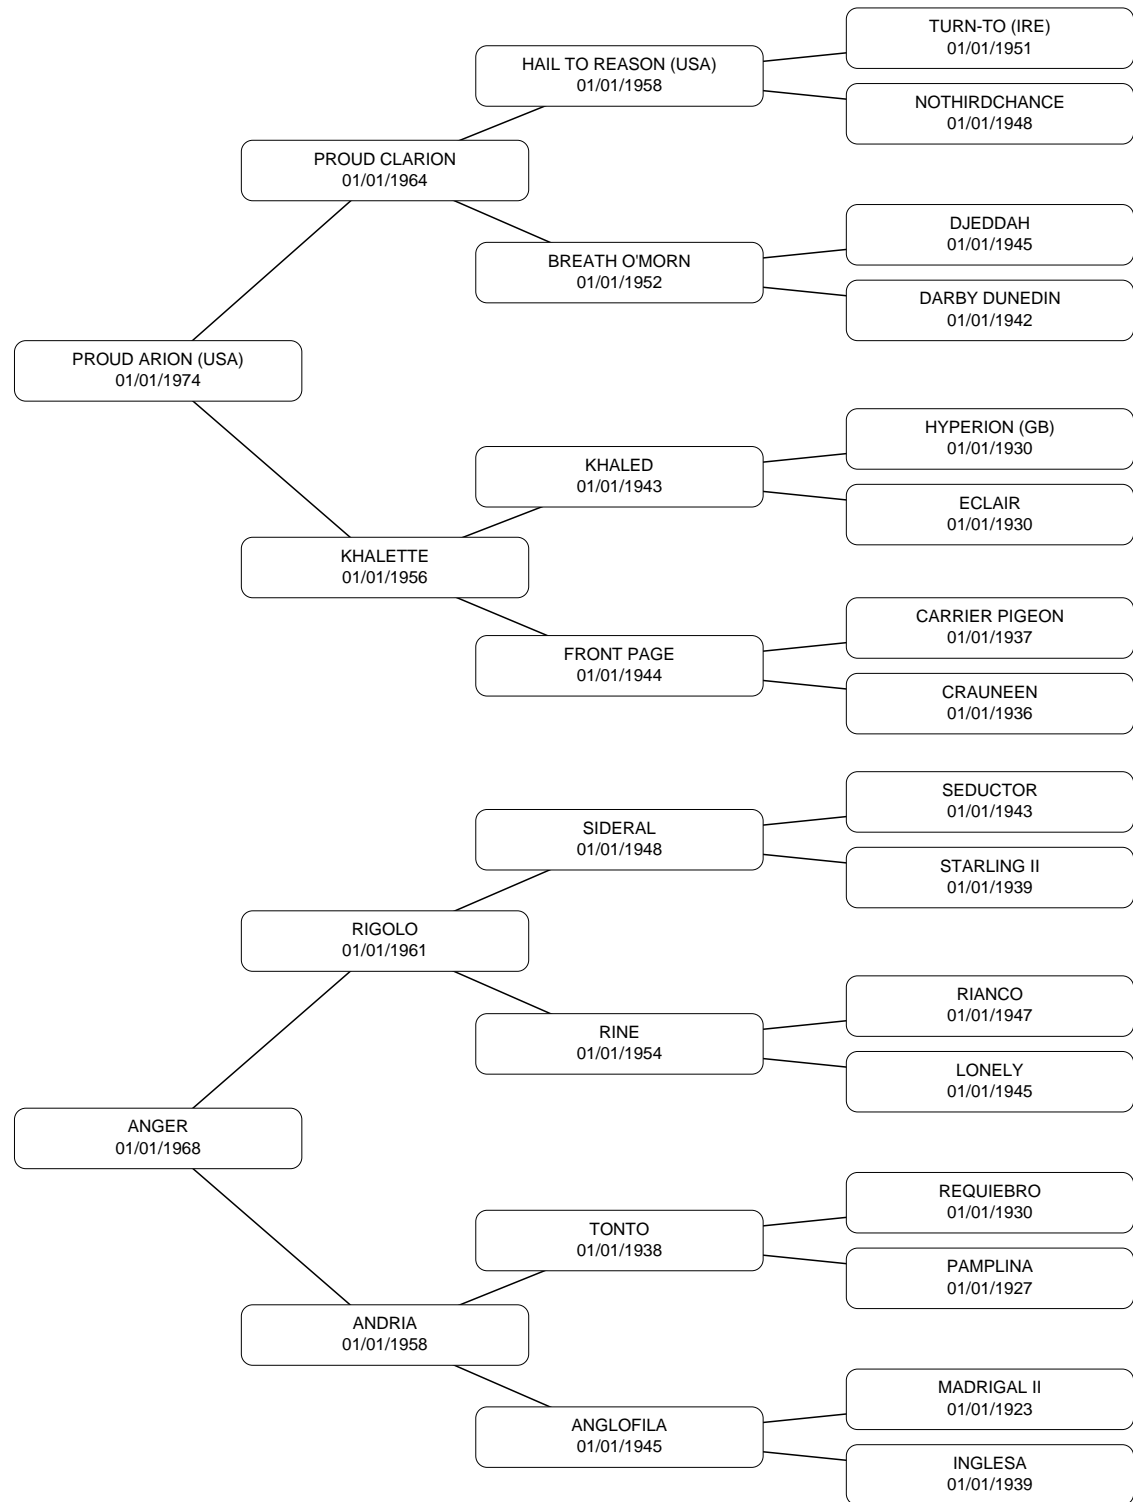 TURN-TO (IRE)
01/01/1951
HAIL TO REASON (USA)
01/01/1958
NOTHIRDCHANCE
01/01/1948
PROUD CLARION
01/01/1964
DJEDDAH
01/01/1945
BREATH O'MORN
01/01/1952
DARBY DUNEDIN
01/01/1942
PROUD ARION (USA)
01/01/1974
HYPERION (GB)
01/01/1930
KHALED
01/01/1943
ECLAIR
01/01/1930
KHALETTE
01/01/1956
CARRIER PIGEON
01/01/1937
FRONT PAGE
01/01/1944
CRAUNEEN
01/01/1936
SEDUCTOR
01/01/1943
SIDERAL
01/01/1948
STARLING II
01/01/1939
RIGOLO
01/01/1961
RIANCO
01/01/1947
RINE
01/01/1954
LONELY
01/01/1945
ANGER
01/01/1968
REQUIEBRO
01/01/1930
TONTO
01/01/1938
PAMPLINA
01/01/1927
ANDRIA
01/01/1958
MADRIGAL II
01/01/1923
ANGLOFILA
01/01/1945
INGLESA
01/01/1939